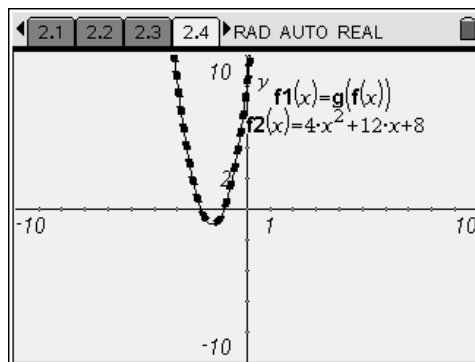 2.1 2.2 2.3 2.4 RAD AUTO REAL
10 y
f1(x)=g(f(x))
f2(x)=4·x²+12·x+8
2
-10 1 10
-10